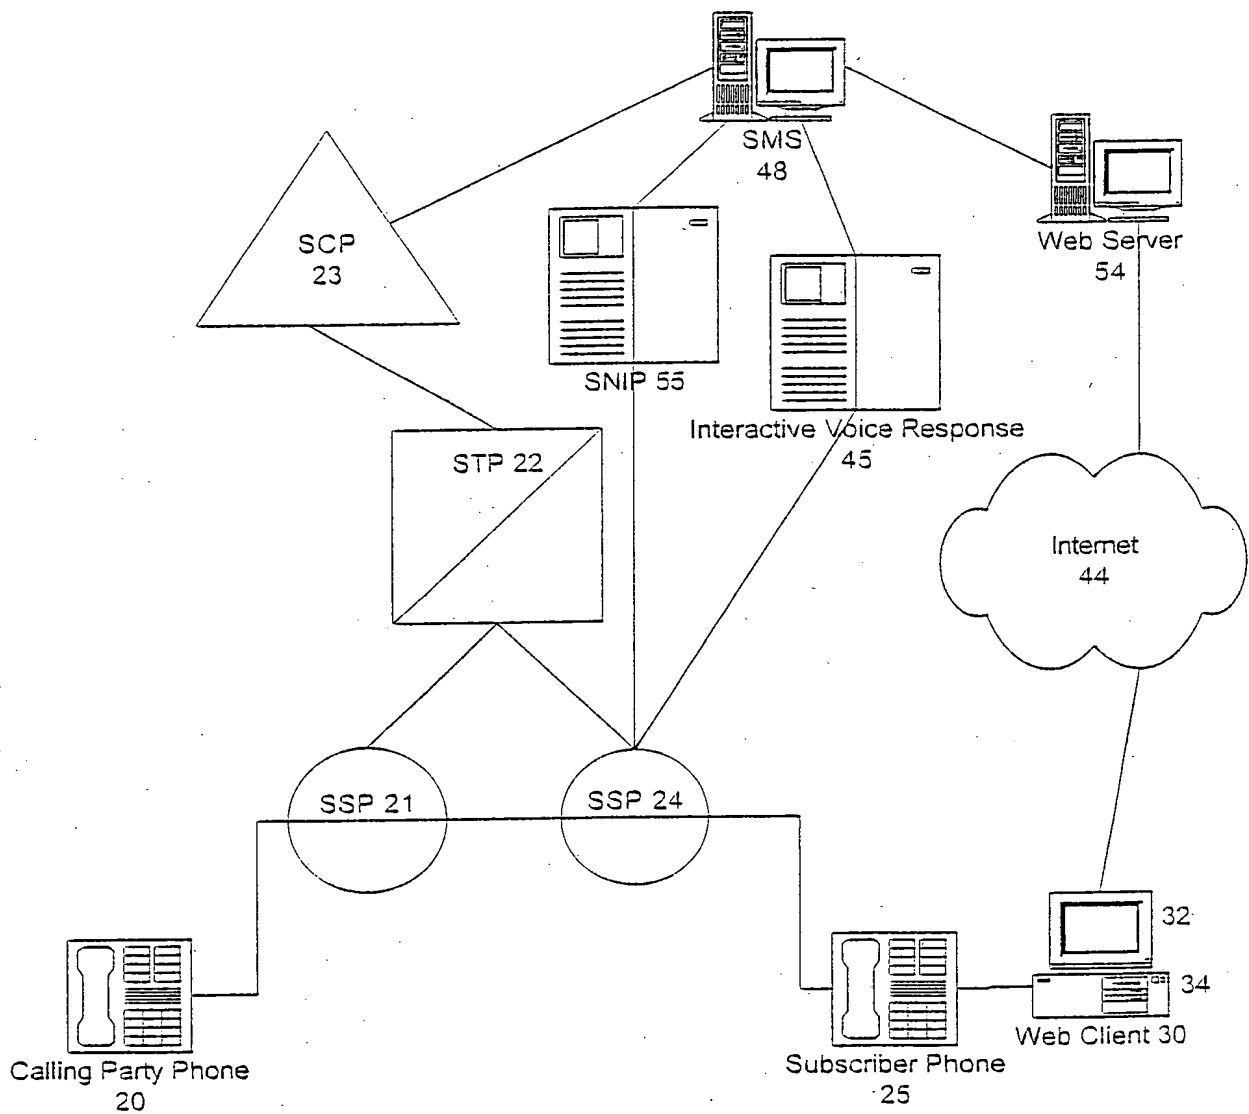 SMS
48
Web Server
54
SCP
23
SNIP 55
Interactive Voice Response
45
STP 22
Internet
44
SSP 21
SSP 24
32
34
Web Client 30
Calling Party Phone
20
Subscriber Phone
25